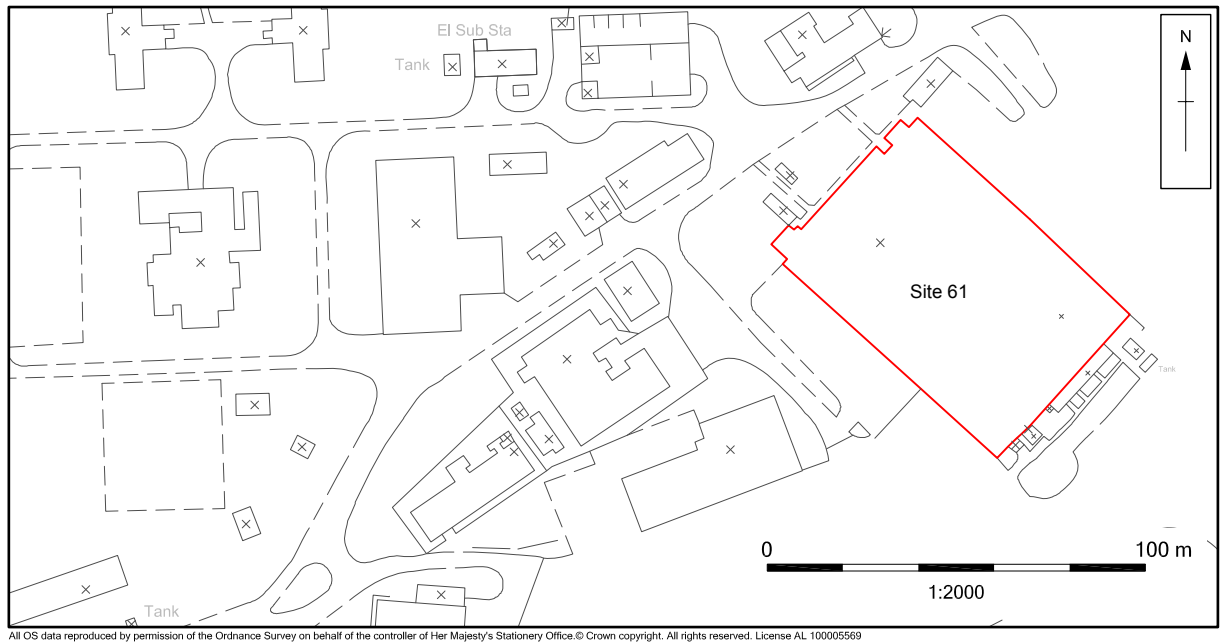 El Sub Sta
Tank
N
Site 61
Tank
0
100 m
1:2000
Tank
All OS data reproduced by permission of the Ordnance Survey on behalf of the controller of Her Majesty's Stationery Office.© Crown copyright. All rights reserved. License AL 100005569